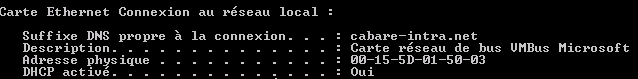 Carte Ethernet Connexion au réseau local :
Suffixe DNS propre à la connexion. . . : cabare-intra.net
Description. . . . . . . . . . . . . . : Carte réseau de bus VMBus Microsoft
Adresse physique . . . . . . . . . . . : 00-15-5D-01-50-03
DHCP activé. . . . . . . . . . . . . . : Oui